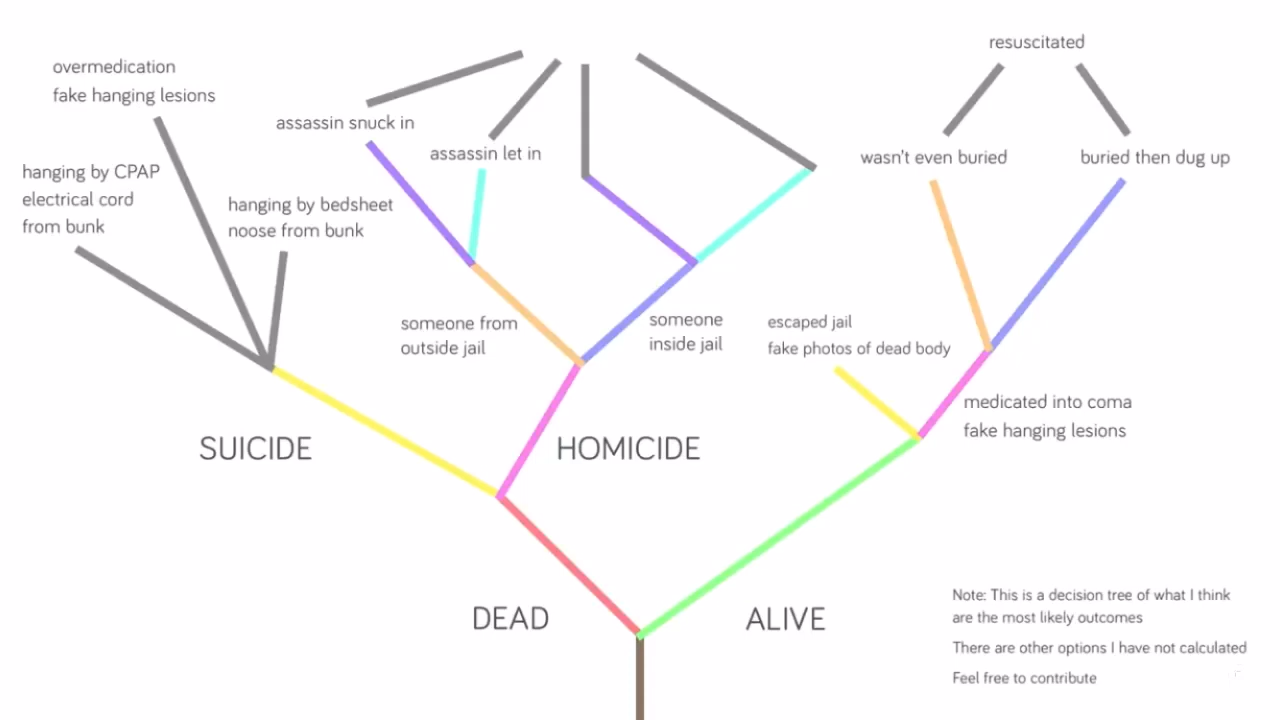 resuscitated
overmedication
fake hanging lesions
assassin snuck in
assassin let in
wasn't even buried
buried then dug up
hanging by CPAP
electrical cord
from bunk
hanging by bedsheet
noose from bunk
someone from
outside jail
someone
inside jail
escaped jail
fake photos of dead body
medicated into coma
fake hanging lesions
SUICIDE
HOMICIDE
DEAD
ALIVE
Note: This is a decision tree of what I think
are the most likely outcomes
There are other options I have not calculated
Feel free to contribute